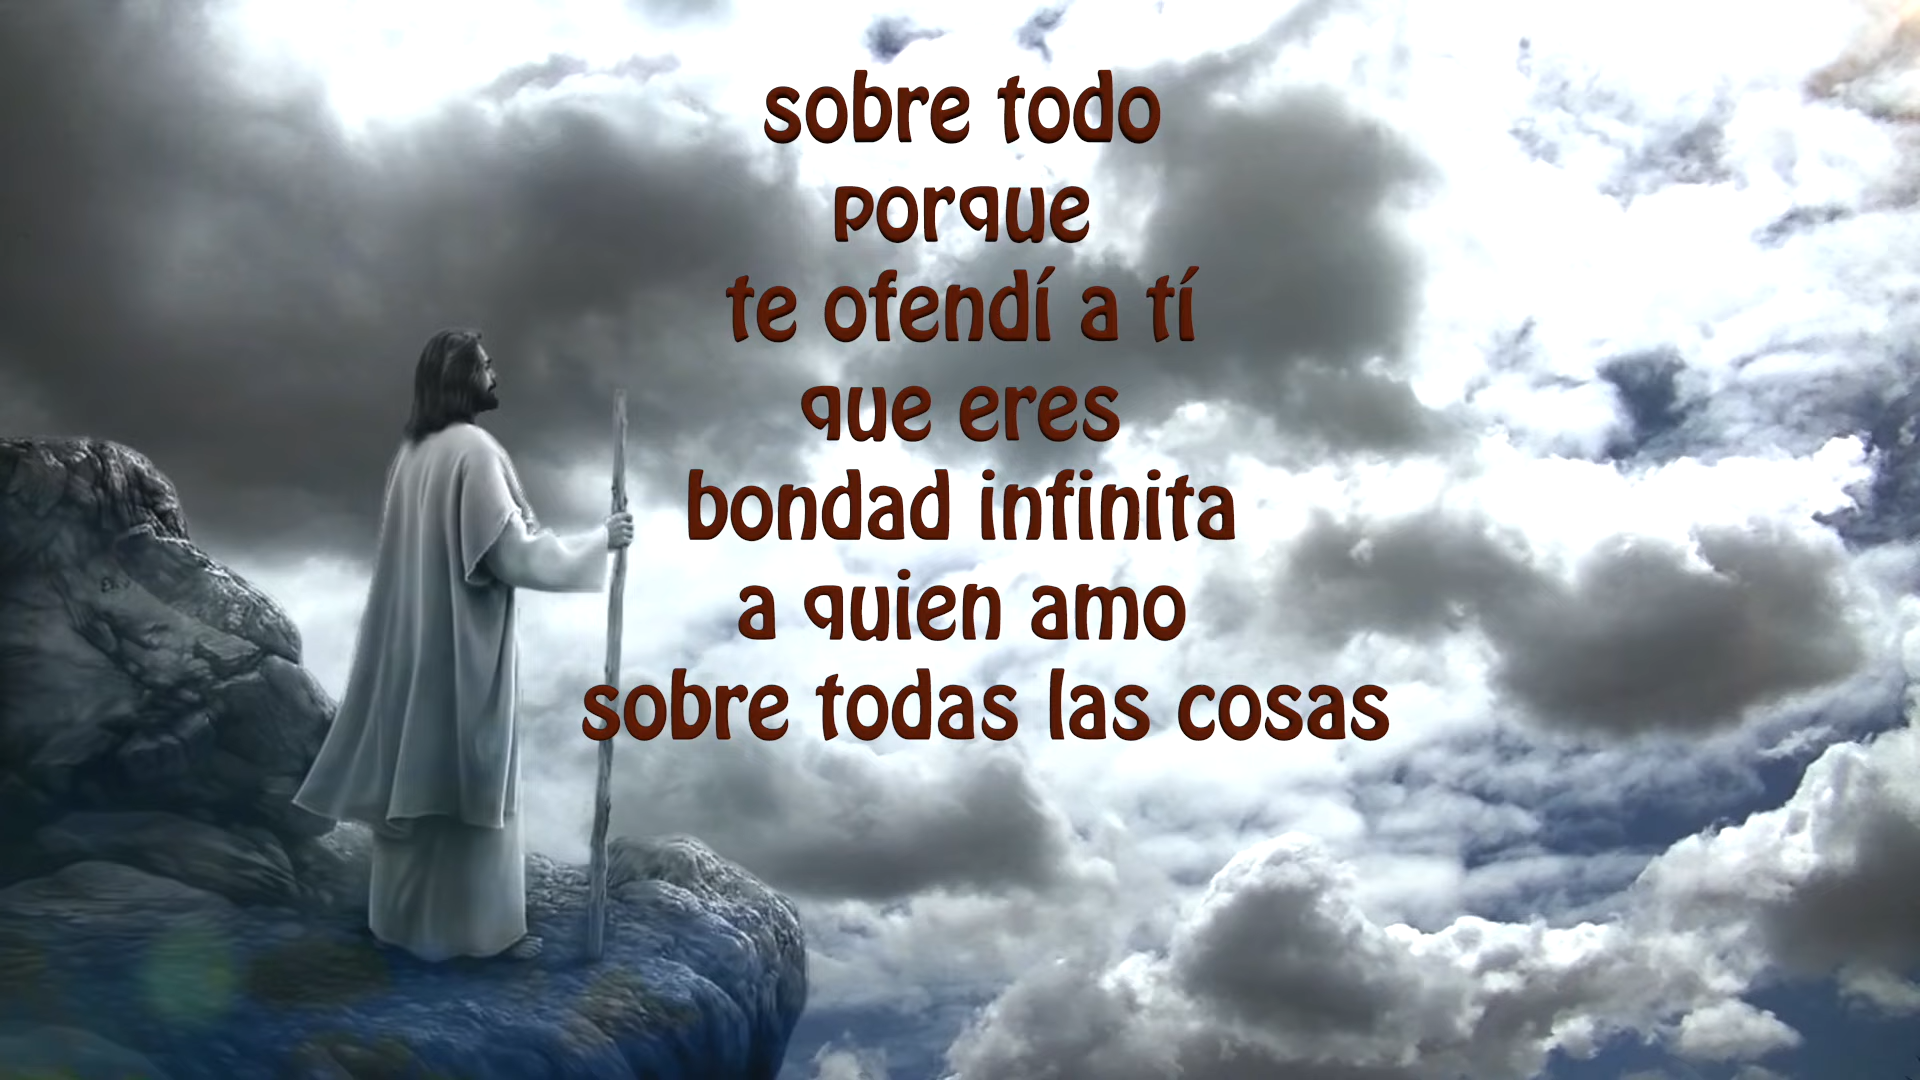 sobre todo
porque
te ofendí a tí
que eres
bondad infinita
a quien amo
sobre todas las cosas